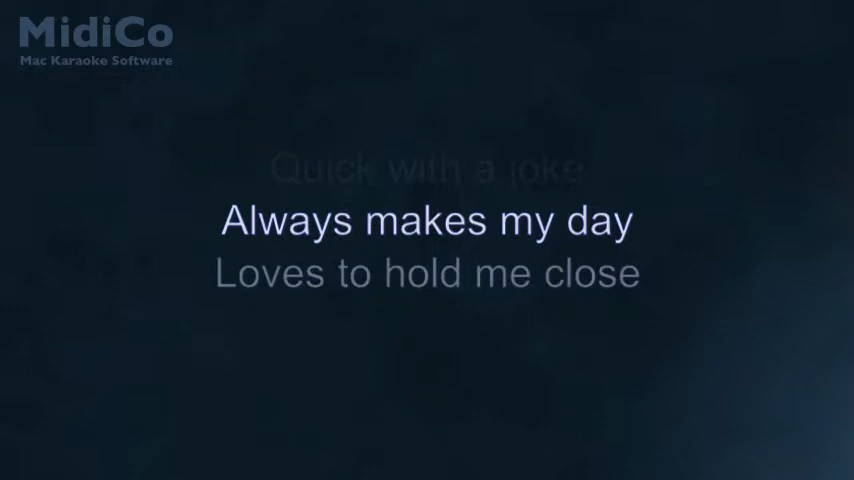 MidiCo
Mac Karaoke Software
Quick with a joke
Always makes my day
Loves to hold me close